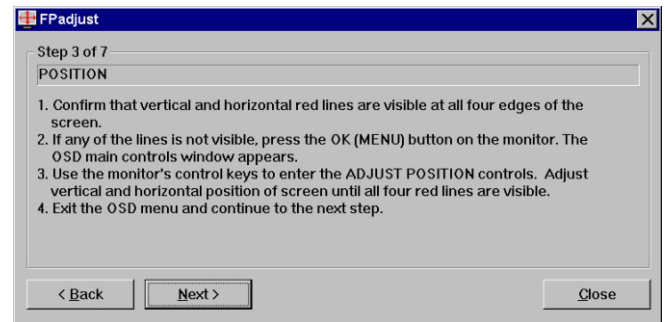 FPadjust
Step 3 of 7
POSITION
1. Confirm that vertical and horizontal red lines are visible at all four edges of the
screen.
2. If any of the lines is not visible, press the OK (MENU) button on the monitor. The
OSD main controls window appears.
3. Use the monitor's control keys to enter the ADJUST POSITION controls. Adjust
vertical and horizontal position of screen until all four red lines are visible.
4. Exit the OSD menu and continue to the next step.
< Back
Next >
Close